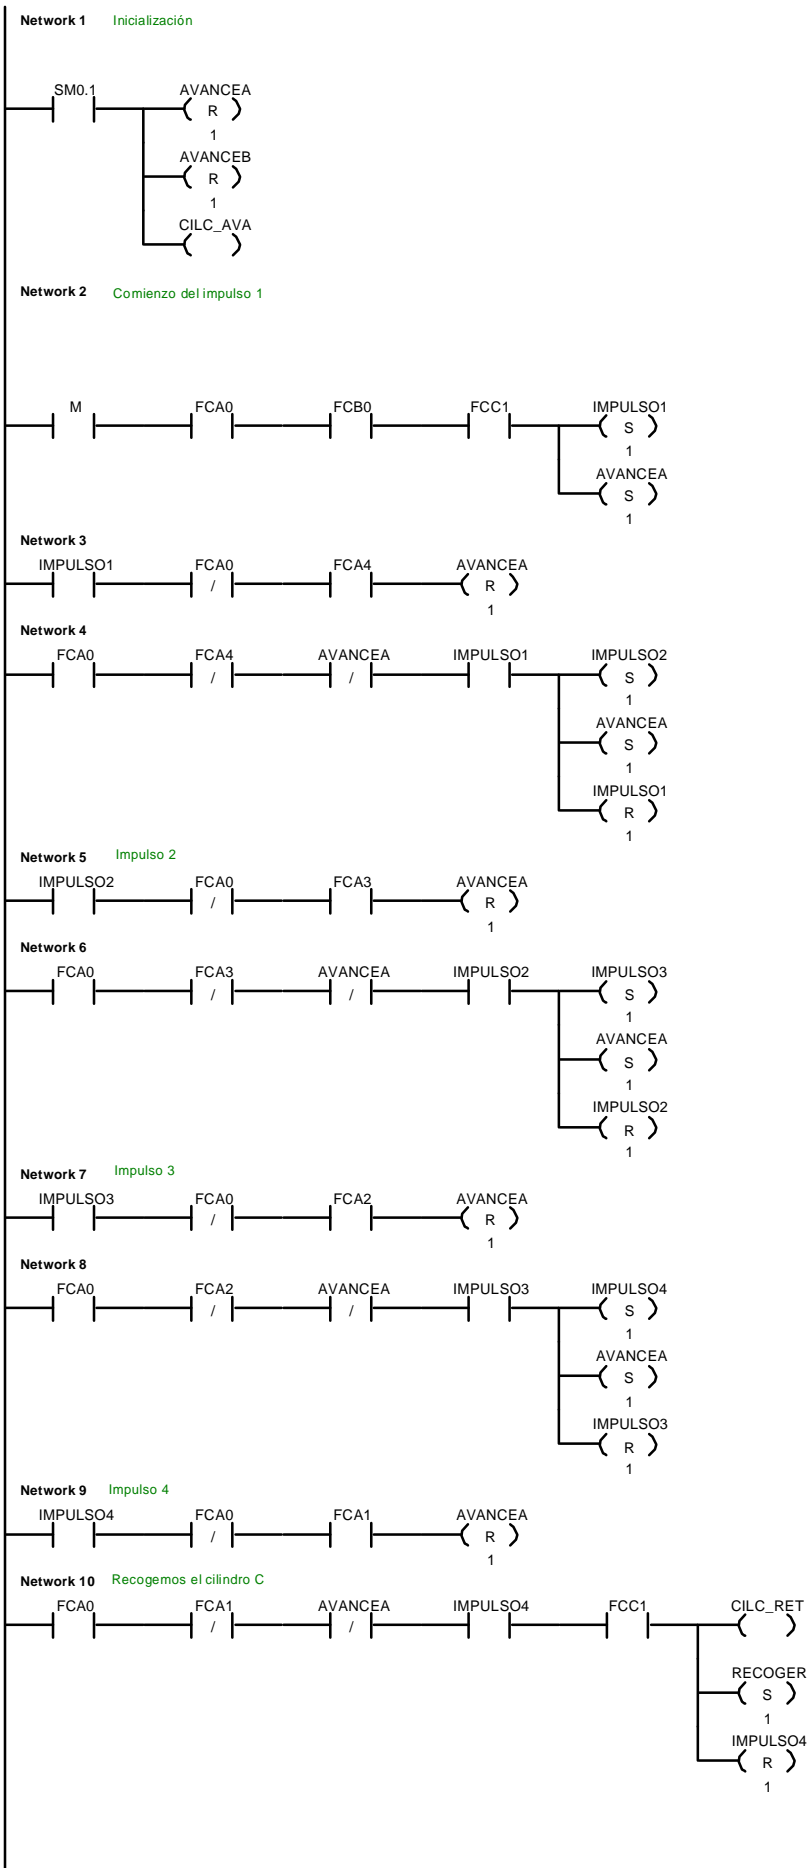 Network 1 Inicialización
SM0.1 AVANCEA
R
1
AVANCEB
R
1
CILC_AVA
Network 2 Comienzo del impulso 1
M FCA0 FCB0 FCC1 IMPULSO1
S
1
AVANCEA
S
1
Network 3
IMPULSO1 FCA0 FCA4 AVANCEA
/ R
1
Network 4
FCA0 FCA4 AVANCEA IMPULSO1 IMPULSO2
/ / S
1
AVANCEA
S
1
IMPULSO1
R
1
Network 5 Impulso 2
IMPULSO2 FCA0 FCA3 AVANCEA
/ R
1
Network 6
FCA0 FCA3 AVANCEA IMPULSO2 IMPULSO3
/ / S
1
AVANCEA
S
1
IMPULSO2
R
1
Network 7 Impulso 3
IMPULSO3 FCA0 FCA2 AVANCEA
/ R
1
Network 8
FCA0 FCA2 AVANCEA IMPULSO3 IMPULSO4
/ / S
1
AVANCEA
S
1
IMPULSO3
R
1
Network 9 Impulso 4
IMPULSO4 FCA0 FCA1 AVANCEA
/ R
1
Network 10 Recogemos el cilindro C
FCA0 FCA1 AVANCEA IMPULSO4 FCC1 CILC_RET
/ /
RECOGER
S
1
IMPULSO4
R
1